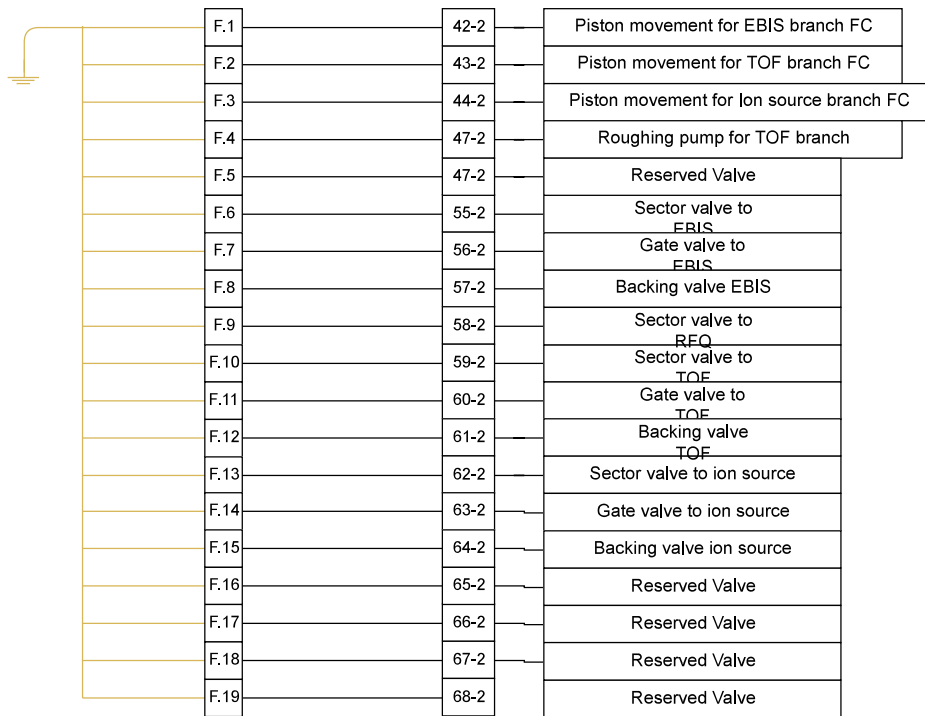 F.1 42-2 Piston movement for EBIS branch FC
F.2 43-2 Piston movement for TOF branch FC
F.3 44-2 Piston movement for Ion source branch FC
F.4 47-2 Roughing pump for TOF branch
F.5 47-2 Reserved Valve
F.6 55-2 Sector valve to
EBIS
F.7 56-2 Gate valve to
EBIS
F.8 57-2 Backing valve EBIS
F.9 58-2 Sector valve to
RFQ
F.10 59-2 Sector valve to
TOF
F.11 60-2 Gate valve to
TOF
F.12 61-2 Backing valve
TOF
F.13 62-2 Sector valve to ion source
F.14 63-2 Gate valve to ion source
F.15 64-2 Backing valve ion source
F.16 65-2 Reserved Valve
F.17 66-2 Reserved Valve
F.18 67-2 Reserved Valve
F.19 68-2 Reserved Valve